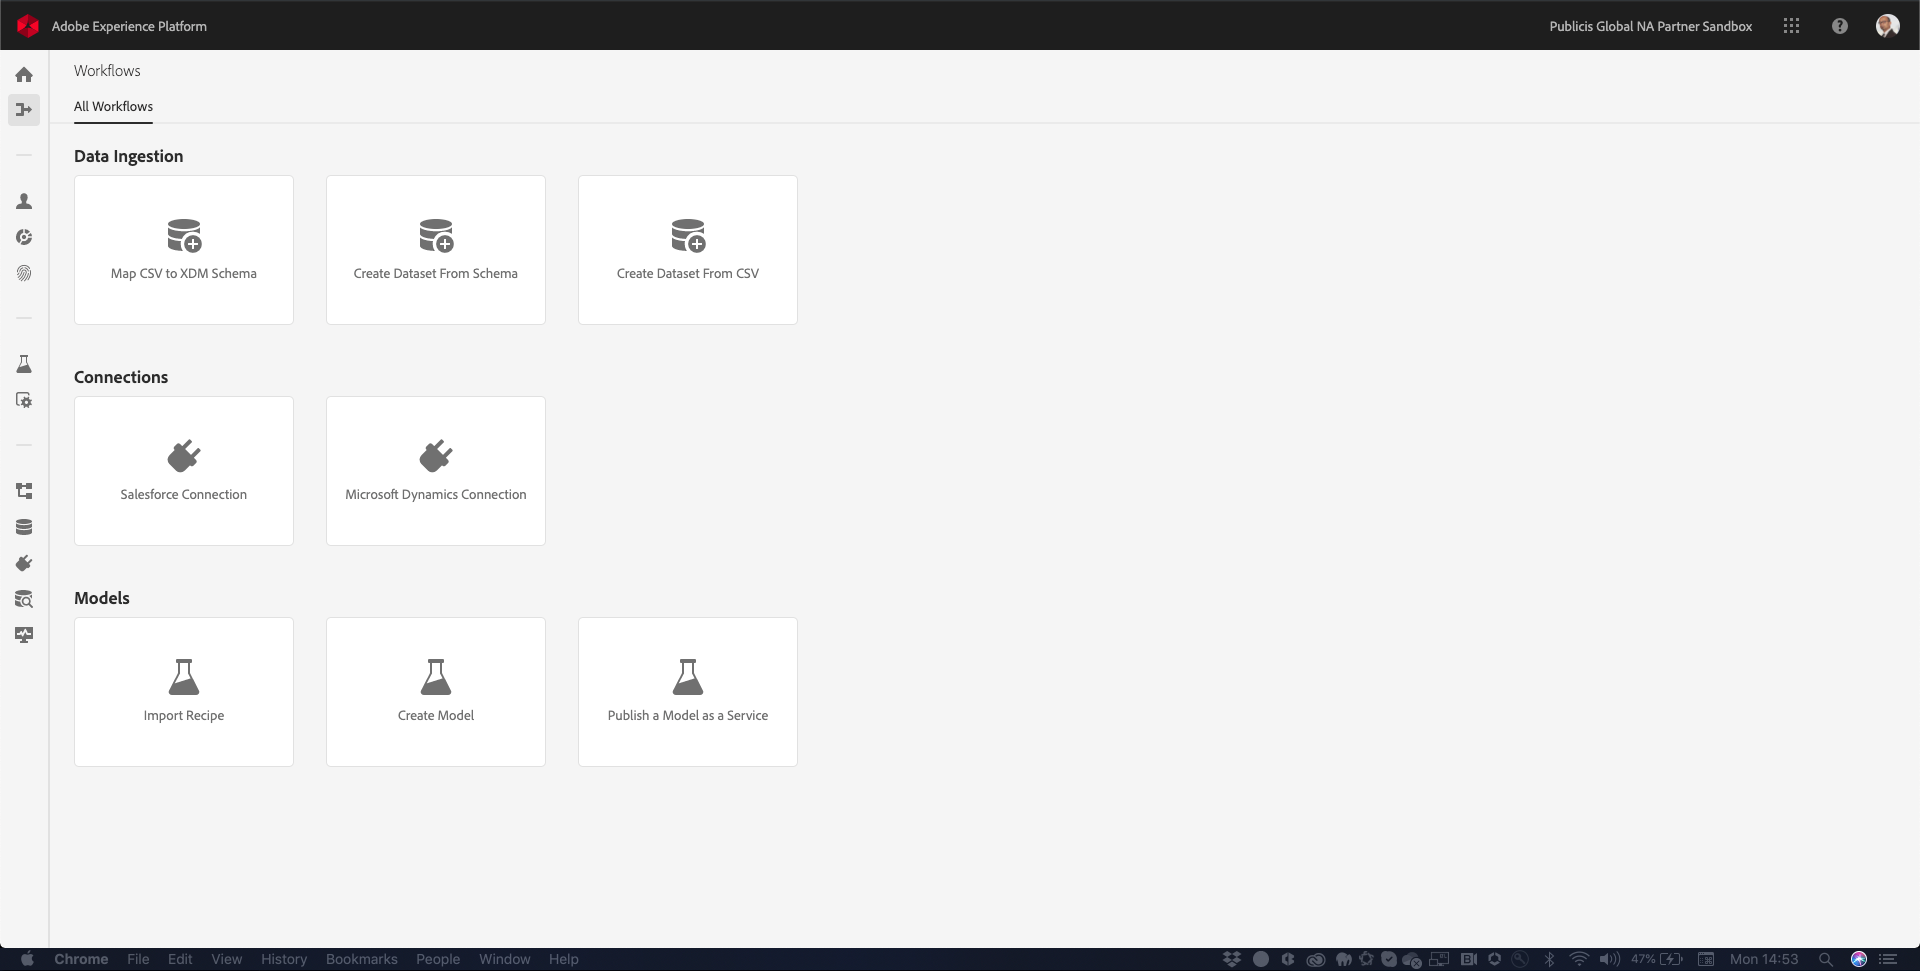 Adobe Experience Platform
Publicis Global NA Partner Sandbox
Workflows
All Workflows
Data Ingestion
Map CSV to XDM Schema
Create Dataset From Schema
Create Dataset From CSV
Connections
Salesforce Connection
Microsoft Dynamics Connection
Models
Import Recipe
Create Model
Publish a Model as a Service
Chrome File Edit View History Bookmarks People Window Help
47% Mon 14:53